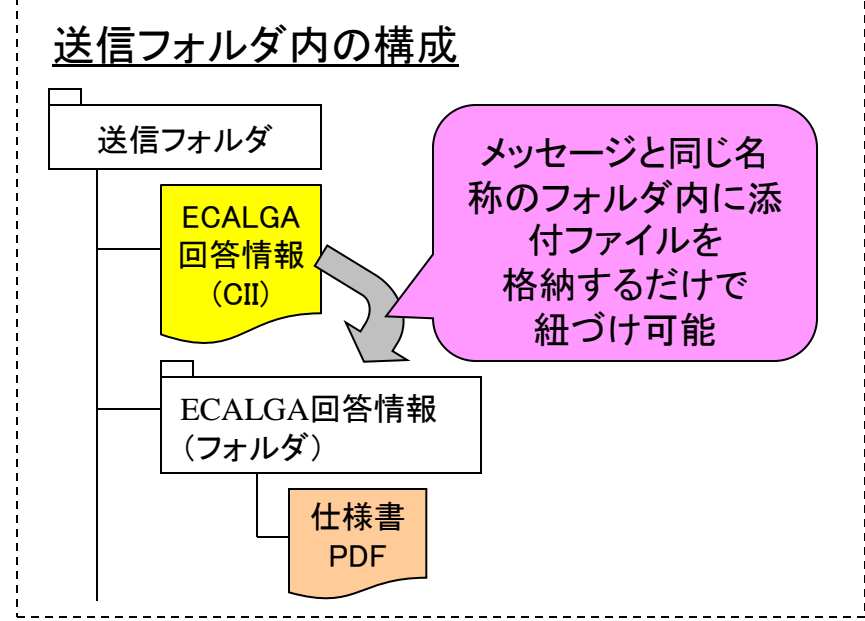 送信フォルダ内の構成
送信フォルダ
メッセージと同じ名
称のフォルダ内に添
付ファイルを
格納するだけで
紐づけ可能
ECALGA
回答情報
(CII)
ECALGA回答情報
（フォルダ）
仕様書
PDF